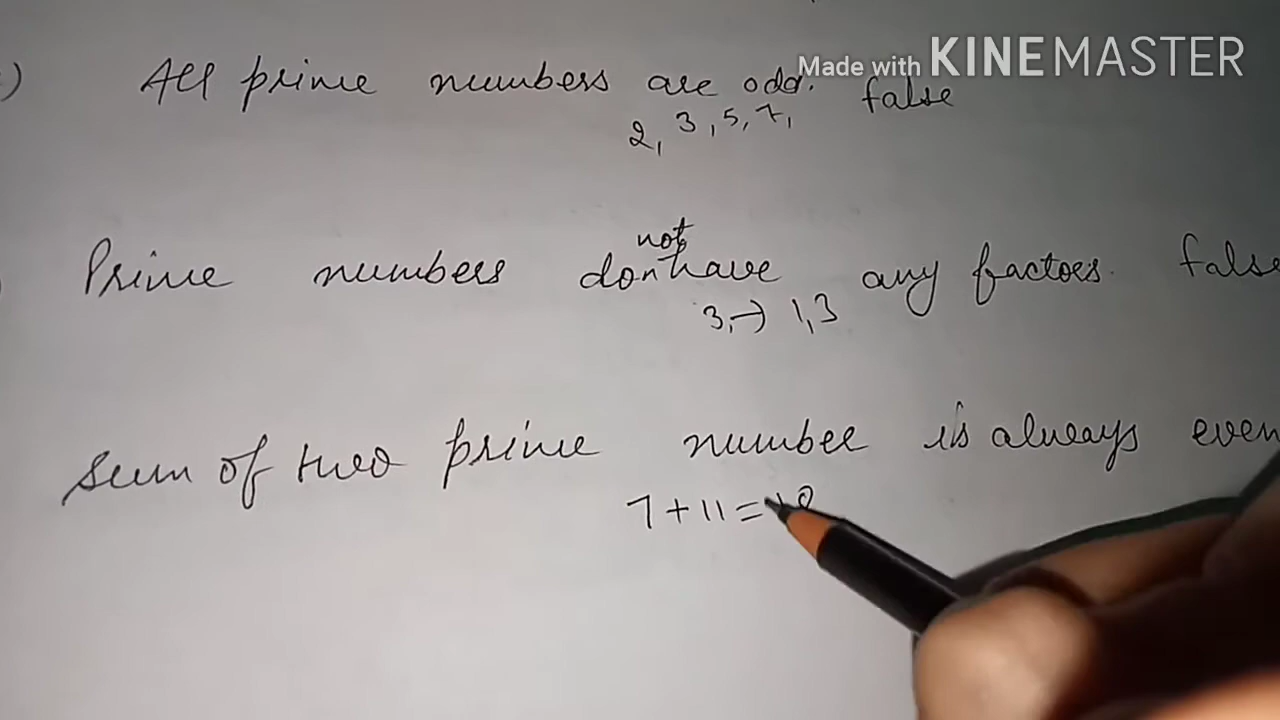 Made with KINEMASTER
) All prime numbers are odd. false
2, 3, 5, 7,
not
Prime numbers don have any factors. false
3, → 1, 3
sum of two prime number is always even
7 + 11 = 18